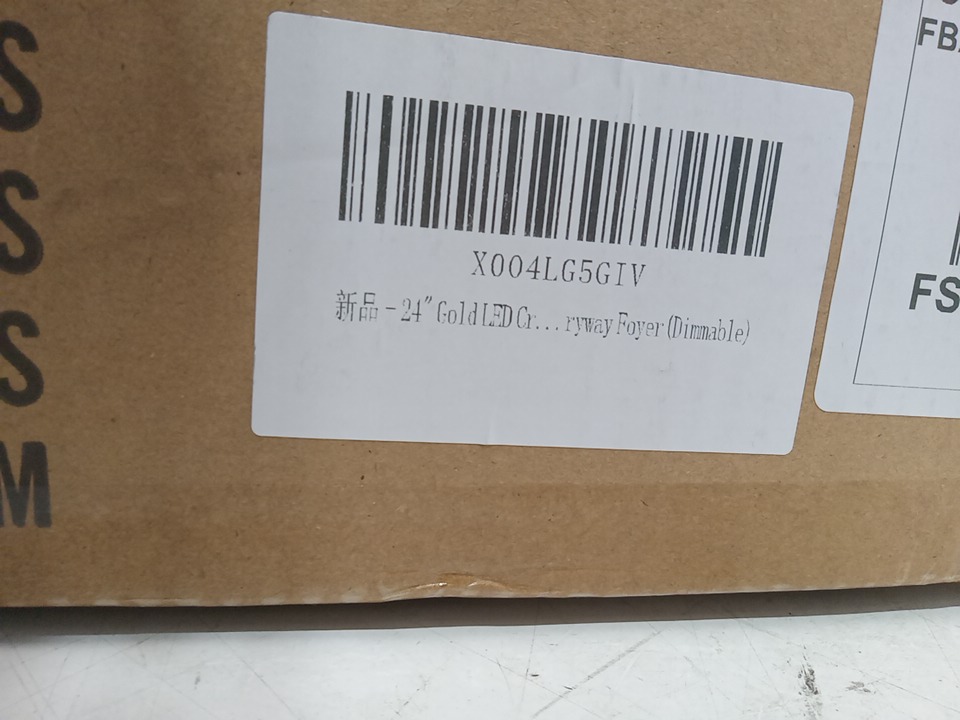 S
S
S
M
X004LG5GIV
新品 - 24" Gold LED Cr... ryway Foyer (Dimmable)
FB
FS